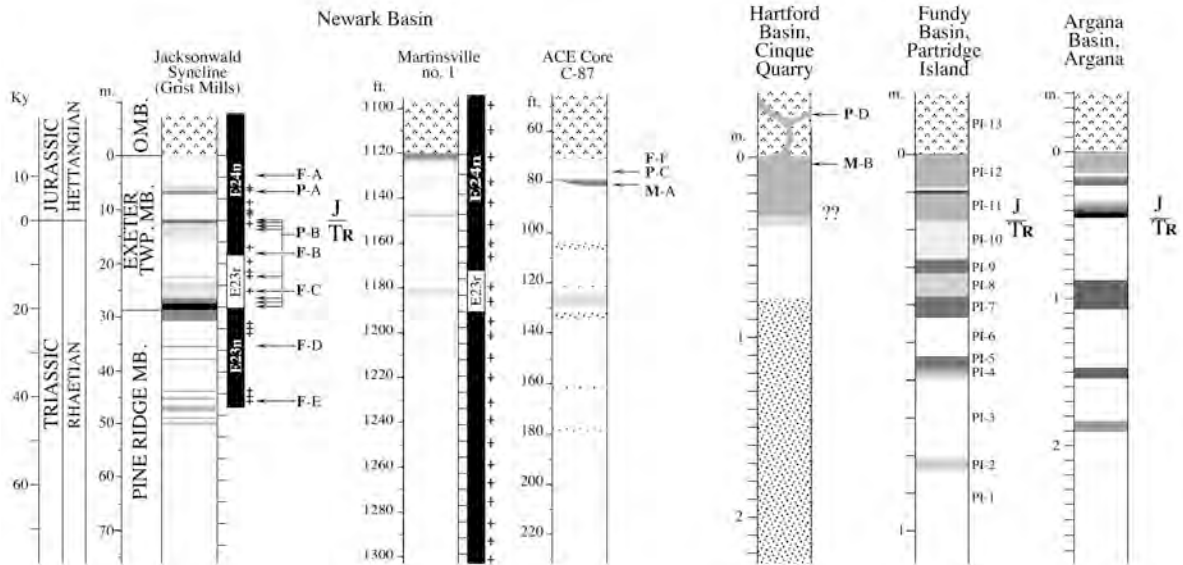 Newark Basin
Jacksonwald
Syncline
(Grist Mills)
Martinsville
no. 1
ACE Core
C-87
Hartford
Basin,
Cinque
Quarry
Fundy
Basin,
Partridge
Island
Argana
Basin,
Argana
Ky
10
0
20
40
60
JURASSIC
HETTANGIAN
TRIASSIC
RHAETIAN
m.
0
10
20
30
40
50
60
70
O.MB.
EXETER
TWP. MB.
PINE RIDGE MB.
E24n
E23r
E23n
F-A
P-A
P-B
F-B
F-C
F-D
F-E
J
TR
ft.
1100
1120
1140
1160
1180
1200
1220
1240
1260
1280
1300
E24n
E23r
ft.
60
80
100
120
140
160
180
200
220
F-F
P-C
M-A
m.
0
1
2
P-D
M-B
??
m.
0
1
PI-13
PI-12
PI-11
PI-10
PI-9
PI-8
PI-7
PI-6
PI-5
PI-4
PI-3
PI-2
PI-1
J
TR
m.
0
1
2
J
TR